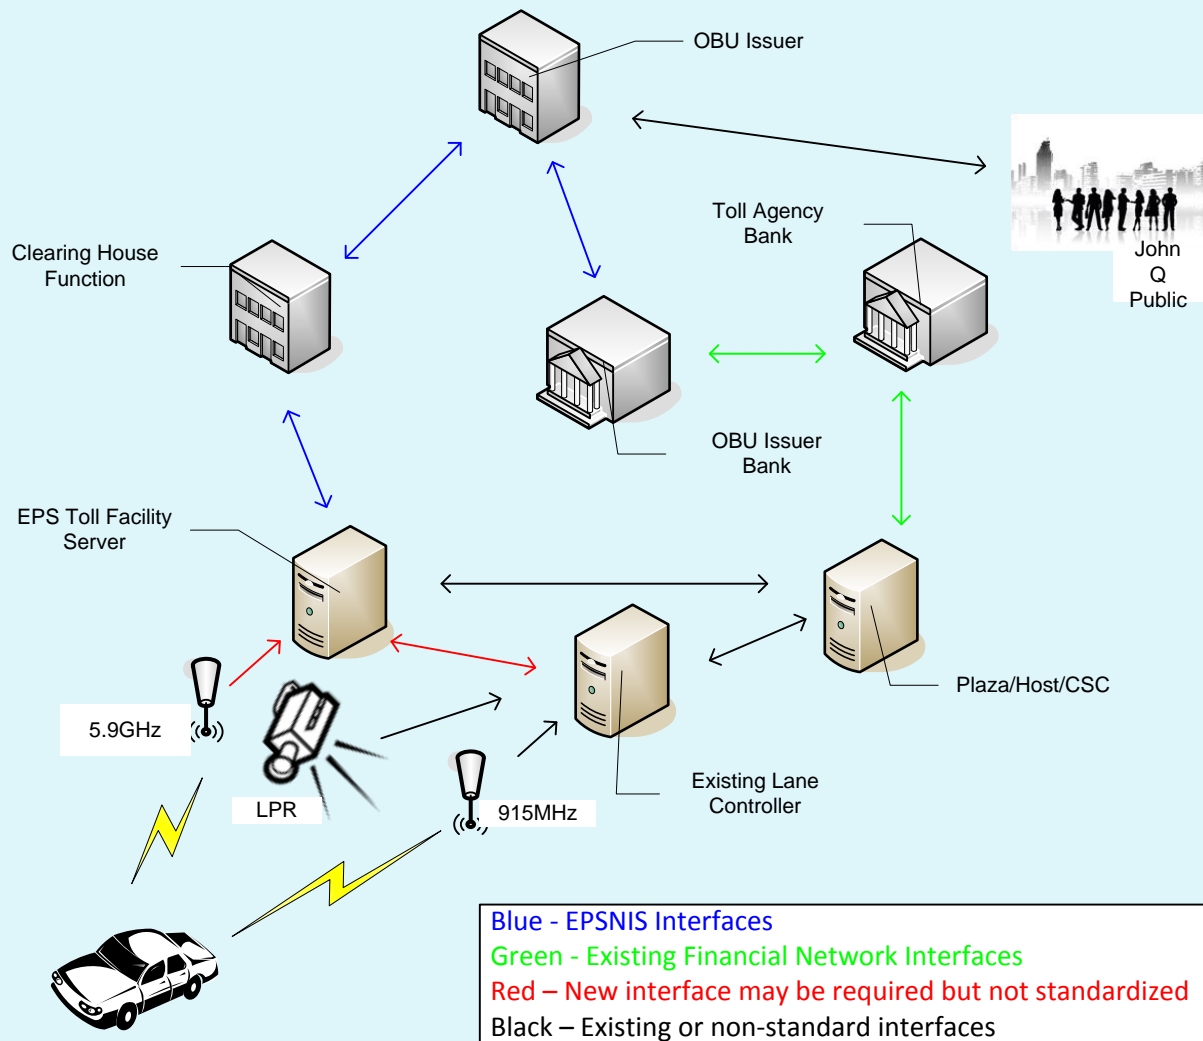 OBU Issuer
Toll Agency
Bank
John
Q
Public
Clearing House
Function
OBU Issuer
Bank
EPS Toll Facility
Server
Plaza/Host/CSC
5.9GHz
LPR
915MHz
Existing Lane
Controller
Blue - EPSNIS Interfaces
Green - Existing Financial Network Interfaces
Red – New interface may be required but not standardized
Black – Existing or non-standard interfaces